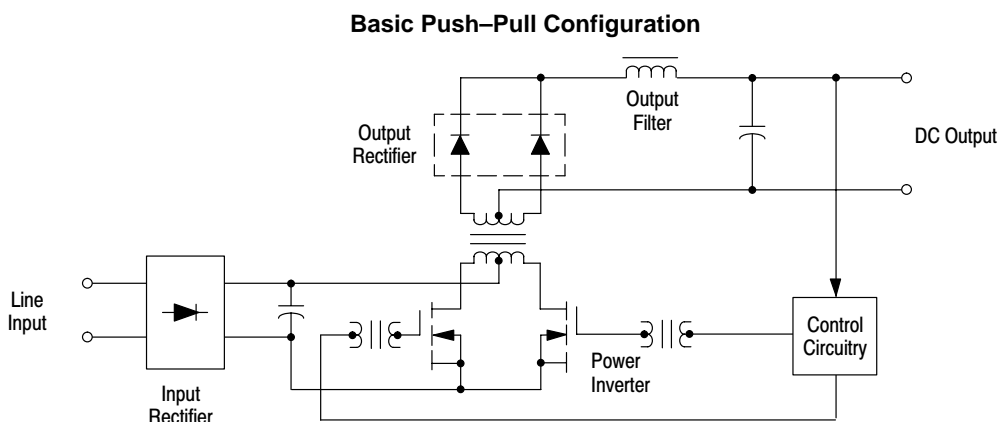 Basic Push–Pull Configuration
Output
Filter
Output
Rectifier
DC Output
Line
Input
Control
Circuitry
Power
Inverter
Input
Rectifier